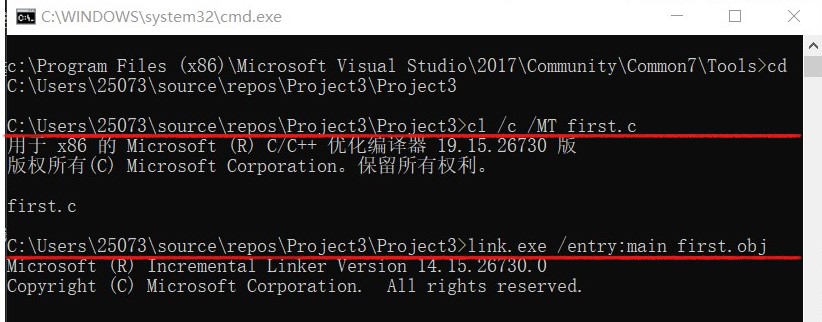 C:\WINDOWS\system32\cmd.exe
c:\Program Files (x86)\Microsoft Visual Studio\2017\Community\Common7\Tools>cd
C:\Users\25073\source\repos\Project3\Project3
C:\Users\25073\source\repos\Project3\Project3>cl /c /MT first.c
用于 x86 的 Microsoft (R) C/C++ 优化编译器 19.15.26730 版
版权所有(C) Microsoft Corporation。保留所有权利。
first.c
C:\Users\25073\source\repos\Project3\Project3>link.exe /entry:main first.obj
Microsoft (R) Incremental Linker Version 14.15.26730.0
Copyright (C) Microsoft Corporation.  All rights reserved.